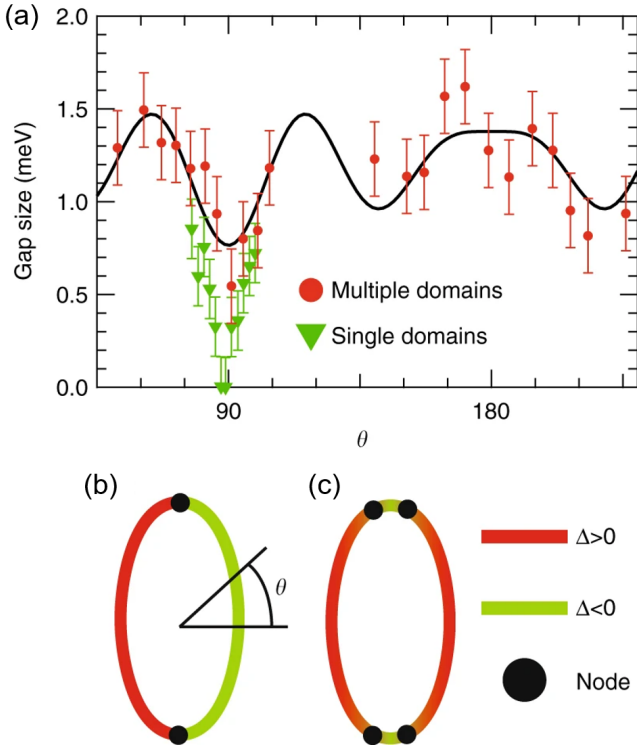 (a)
2.0
1.5
1.0
0.5
0.0
Gap size (meV)
Multiple domains
Single domains
90
180
θ
(b)
(c)
θ
Δ>0
Δ<0
Node